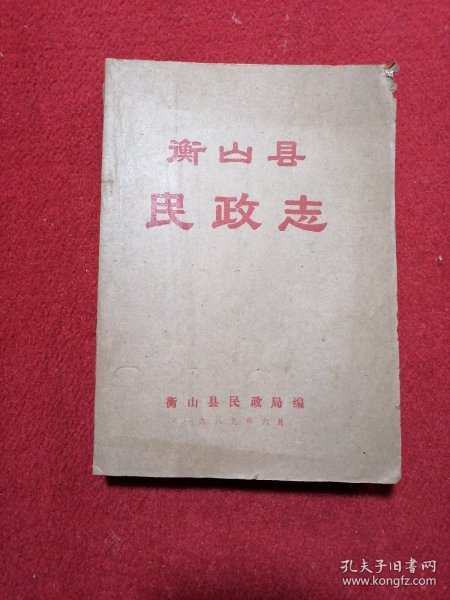 衡山县
民政志
衡山县民政局编
一九八九年六月
孔夫子旧书网
www.kongfz.com